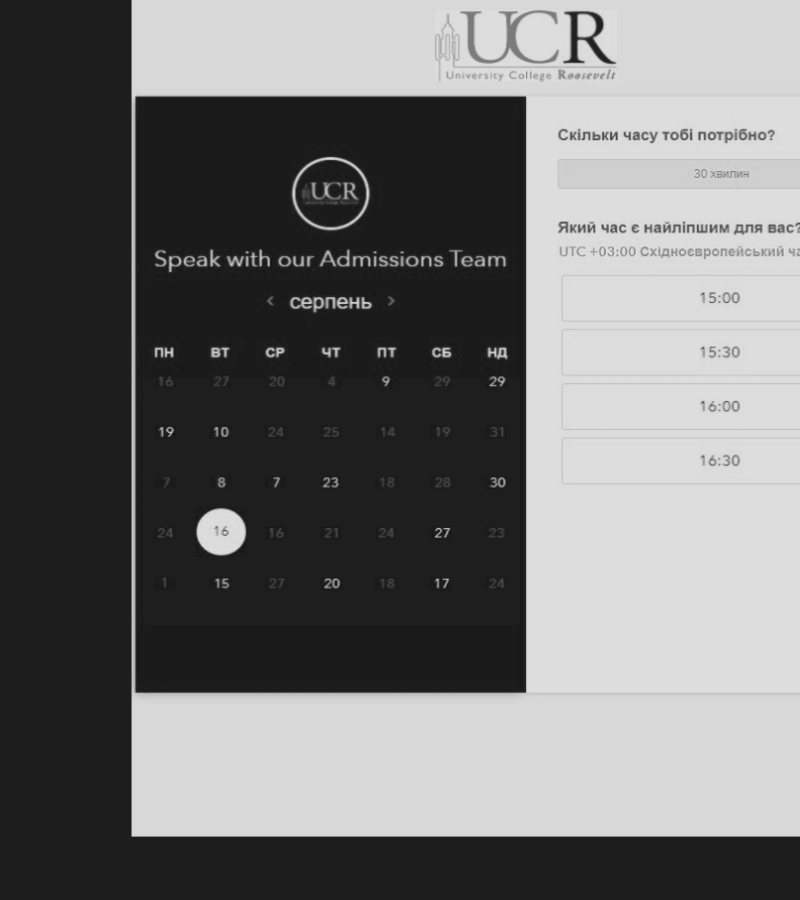 UCR
University College Roosevelt
UCR
Speak with our Admissions Team
‹ серпень ›
ПН ВТ СР ЧТ ПТ СБ НД
16 27 20 4 9 29 29
19 10 24 25 14 19 31
7 8 7 23 18 28 30
24 16 16 21 24 27 23
1 15 27 20 18 17 24
Скільки часу тобі потрібно?
30 хвилин
Який час є найліпшим для вас?
UTC +03:00 Східноєвропейський
15:00
15:30
16:00
16:30